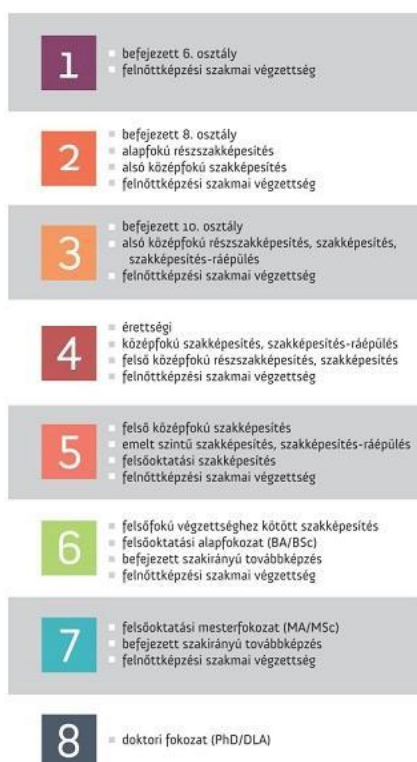 1
befejezett 6. osztály
felnőttképzési szakmai végzettség
2
befejezett 8. osztály
alapfokú részszakképesítés
alsó középfokú szakképesítés
felnőttképzési szakmai végzettség
3
befejezett 10. osztály
alsó középfokú részszakképesítés, szakképesítés,
szakképesítés-ráépülés
felnőttképzési szakmai végzettség
4
érettségi
középfokú szakképesítés, szakképesítés-ráépülés
felső középfokú részszakképesítés, szakképesítés
felnőttképzési szakmai végzettség
5
felső középfokú szakképesítés
emelt szintű szakképesítés, szakképesítés-ráépülés
felsőoktatási szakképesítés
felnőttképzési szakmai végzettség
6
felsőfokú végzettséghez kötött szakképesítés
felsőoktatási alapfokozat (BA/BSc)
befejezett szakirányú továbbképzés
felnőttképzési szakmai végzettség
7
felsőoktatási mesterfokozat (MA/MSc)
befejezett szakirányú továbbképzés
felnőttképzési szakmai végzettség
8
doktori fokozat (PhD/DLA)